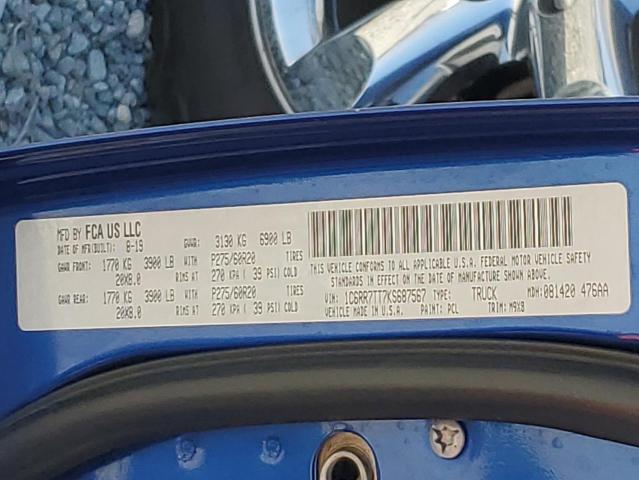 MFD BY FCA US LLC
DATE OF MFR(BUILT): 8-19 GVWR: 3130 KG 6900 LB
GAWR FRONT: 1770 KG 3900 LB P275/60R20 TIRES
20X8.0 RIMS AT 270 KPA ( 39 PSI) COLD
GAWR REAR: 1770 KG 3900 LB P275/60R20 TIRES
20X8.0 RIMS AT 270 KPA ( 39 PSI) COLD
THIS VEHICLE CONFORMS TO ALL APPLICABLE U.S.A. FEDERAL MOTOR VEHICLE SAFETY
STANDARDS IN EFFECT ON THE DATE OF MANUFACTURE SHOWN ABOVE.
VIN: 1C6RR7TT7KS687567 TYPE: TRUCK MDH: 081420 476AA
VEHICLE MADE IN U.S.A. PAINT: PCL TRIM: M9X8